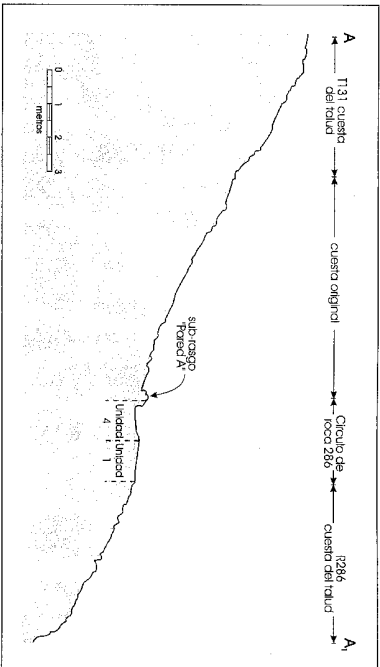 A
T131 cuesta
del talud
cuesta original
Círculo de
roca 286
R286
cuesta del talud
A1
sub-rasgo
"Pared A"
Unidad
4
Unidad
1
0 1 2 3
metros